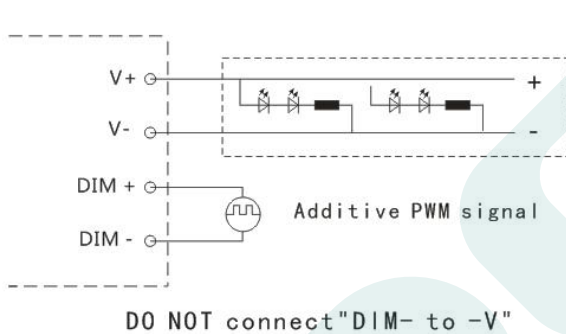 V+
+
V-
-
DIM +
Additive PWM signal
DIM -
DO NOT connect"DIM- to -V"